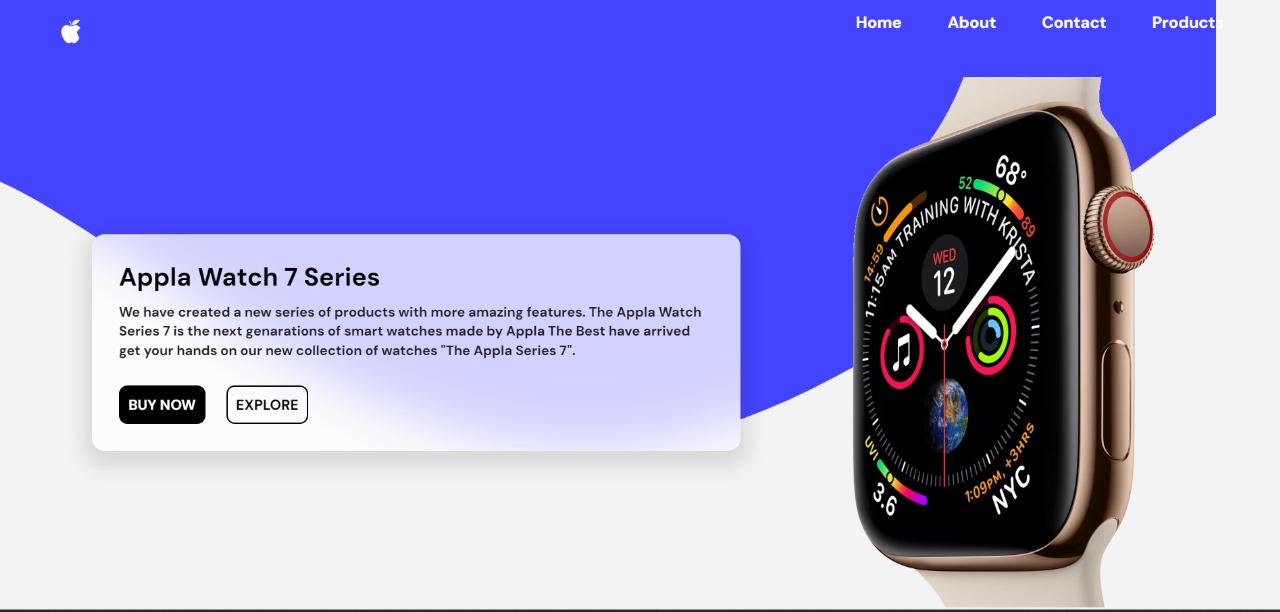 Home About Contact Products
Appla Watch 7 Series
We have created a new series of products with more amazing features. The Appla Watch
Series 7 is the next genarations of smart watches made by Appla The Best have arrived
get your hands on our new collection of watches "The Appla Series 7".
BUY NOW EXPLORE
68°
52
89
14:59
11:15AM TRAINING WITH KRISTA
WED
12
UVI
3.6
1:09PM, +3HRS
NYC